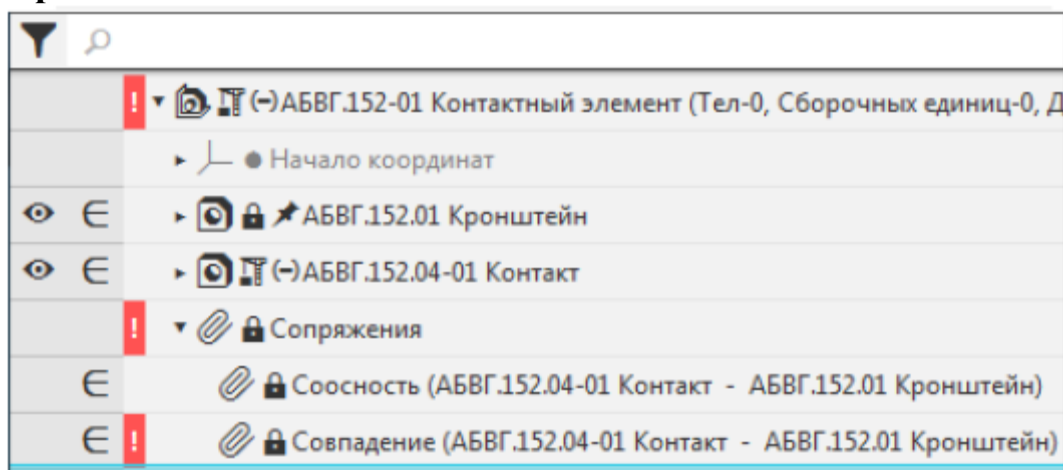 ! (-)АБВГ.152-01 Контактный элемент (Тел-0, Сборочных единиц-0, Д
Начало координат
АБВГ.152.01 Кронштейн
(-)АБВГ.152.04-01 Контакт
! Сопряжения
Соосность (АБВГ.152.04-01 Контакт - АБВГ.152.01 Кронштейн)
! Совпадение (АБВГ.152.04-01 Контакт - АБВГ.152.01 Кронштейн)